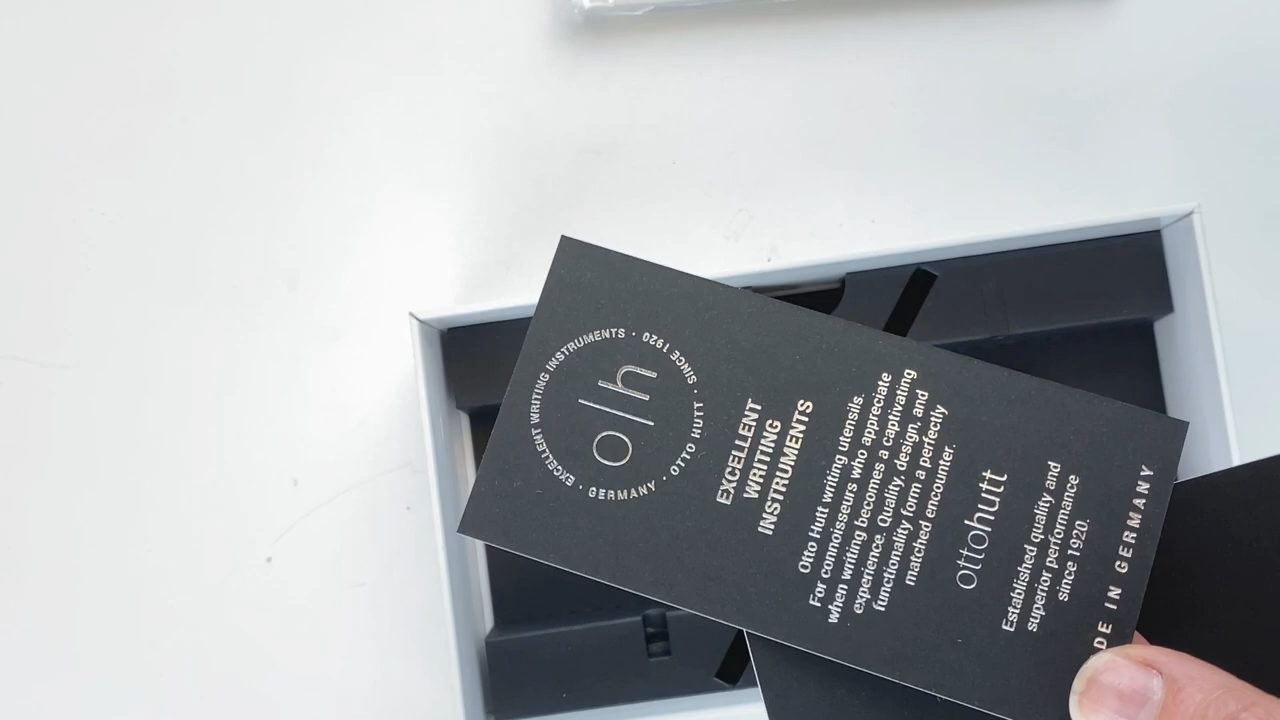 EXCELLENT WRITING INSTRUMENTS · SINCE 1920 · OTTO HUTT · GERMANY ·
o|h
EXCELLENT
WRITING
INSTRUMENTS
Otto Hutt writing utensils.
For connoisseurs who appreciate
when writing becomes a captivating
experience. Quality, design, and
functionality form a perfectly
matched encounter.
ottohutt
Established quality and
superior performance
since 1920.
DE IN GERMANY